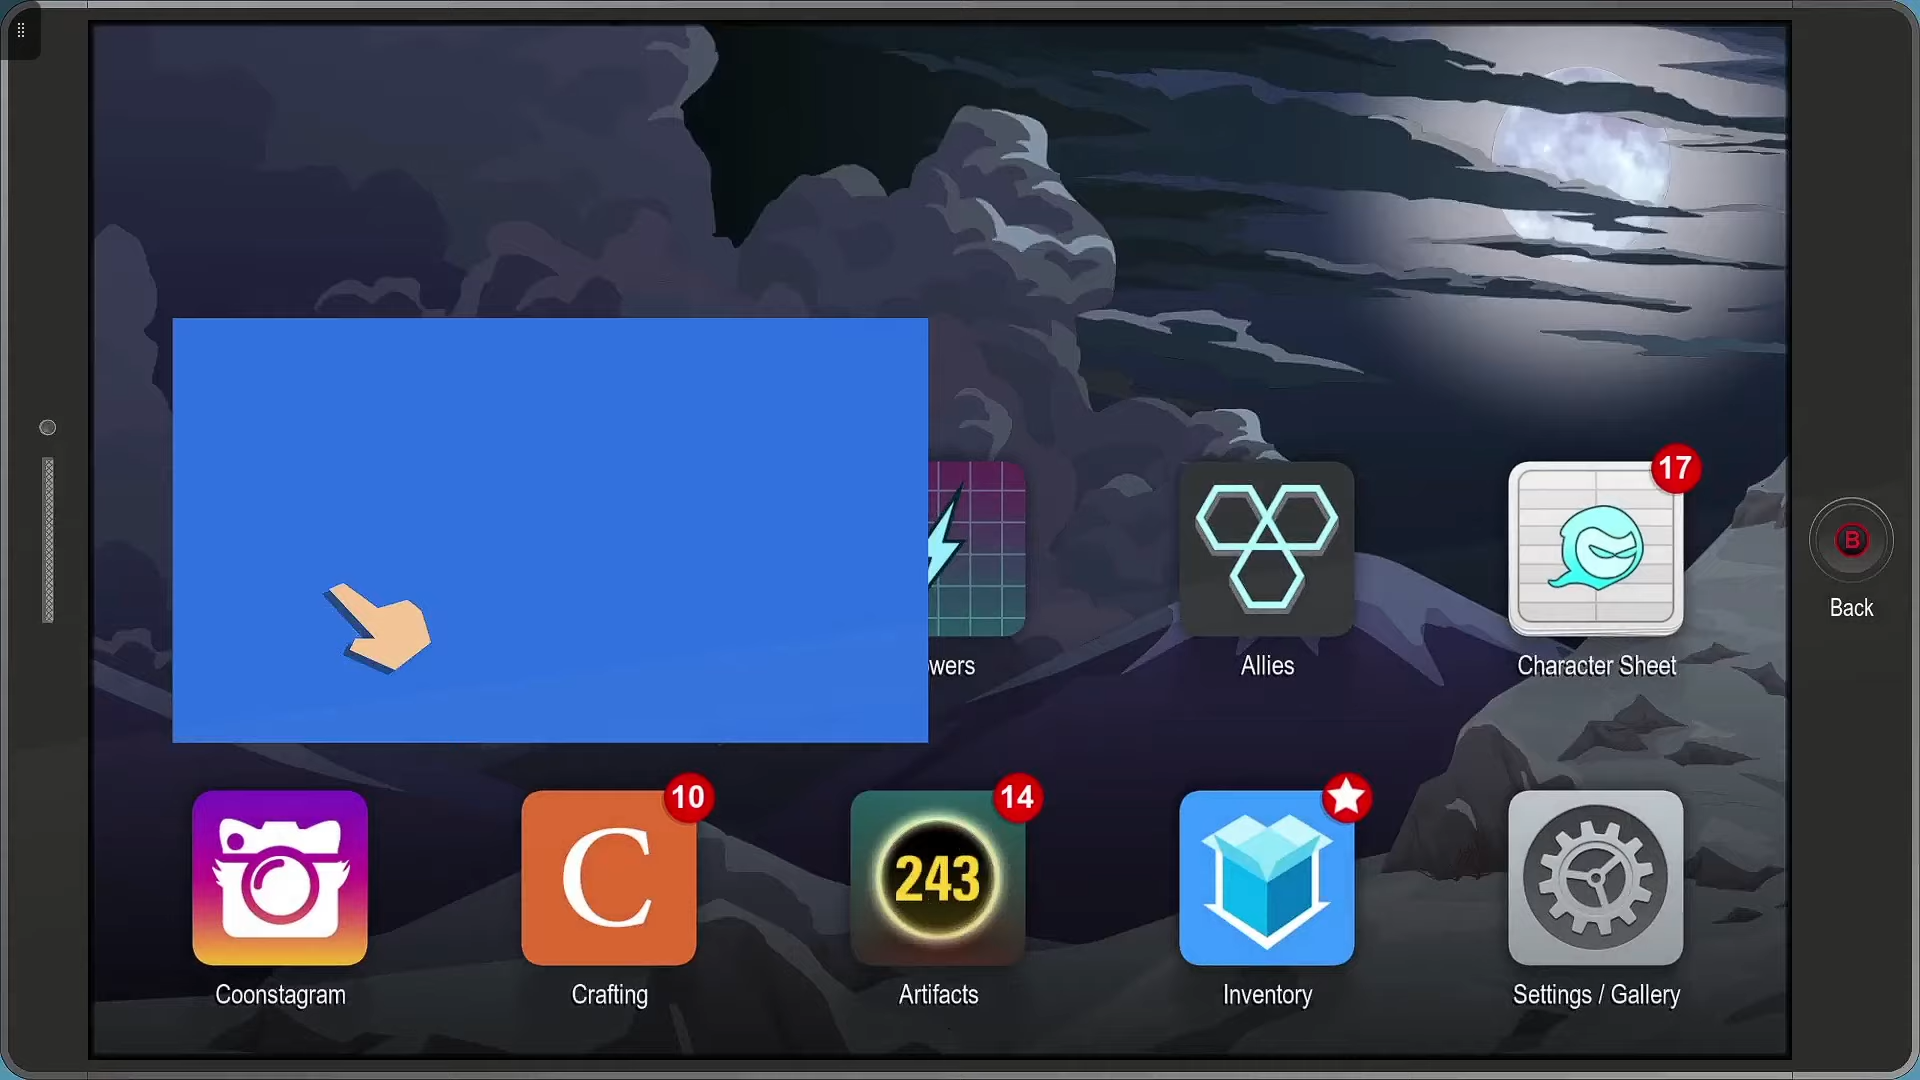 17
B
Back
wers
Allies
Character Sheet
10
14
C
243
Coonstagram
Crafting
Artifacts
Inventory
Settings / Gallery